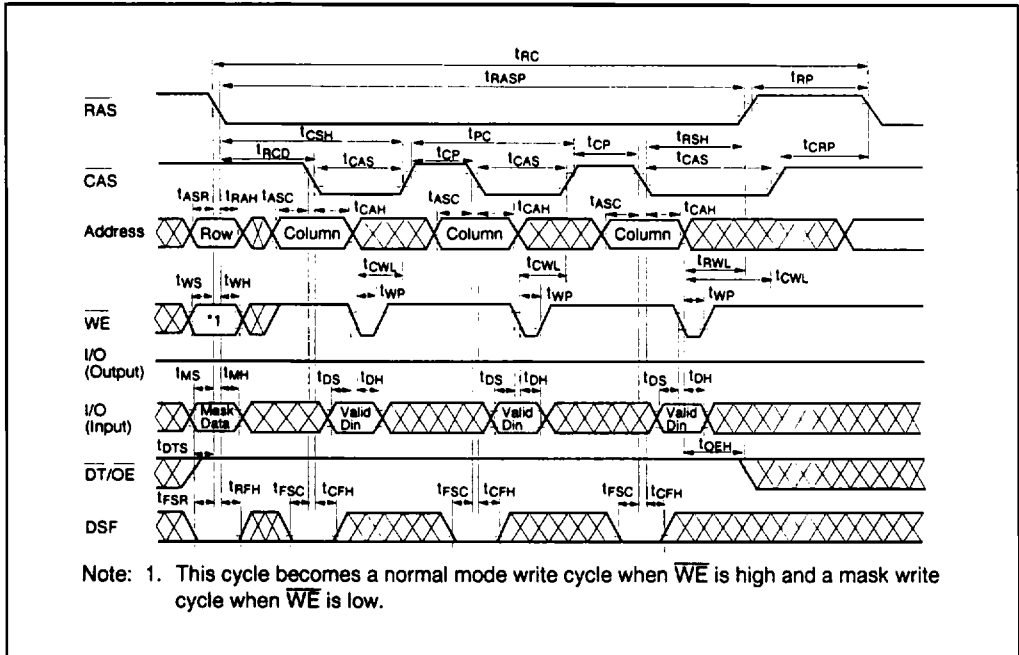 tRC
tRASP tRP
RAS
tCSH tPC tRSH
tRCD tCAS tCP tCAS tCP tCAS tCRP
CAS
tASR tRAH tASC tCAH tASC tCAH tASC tCAH
Address Row Column Column Column
tCWL tCWL tRWL tCWL
tWS tWH tWP tWP tWP
WE *1
I/O
(Output)
tMS tMH tDS tDH tDS tDH tDS tDH
I/O
(Input)
Mask Data Valid Din Valid Din Valid Din
tDTS tOEH
DT/OE
tFSR tRFH tFSC tCFH tFSC tCFH tFSC tCFH
DSF
Note: 1. This cycle becomes a normal mode write cycle when WE is high and a mask write
cycle when WE is low.